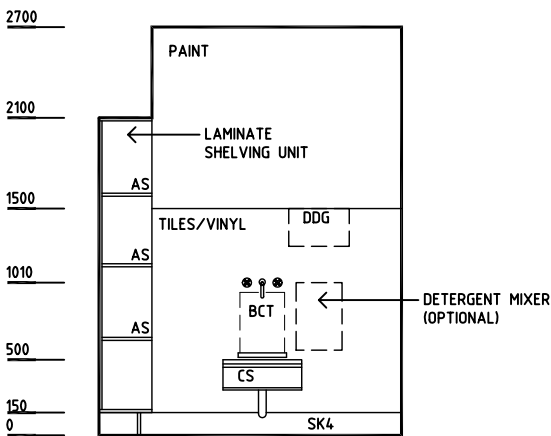 2700
PAINT
2100
LAMINATE
SHELVING UNIT
AS
1500
DDG
TILES/VINYL
AS
1010
DETERGENT MIXER
(OPTIONAL)
BCT
AS
500
CS
150
0
SK4